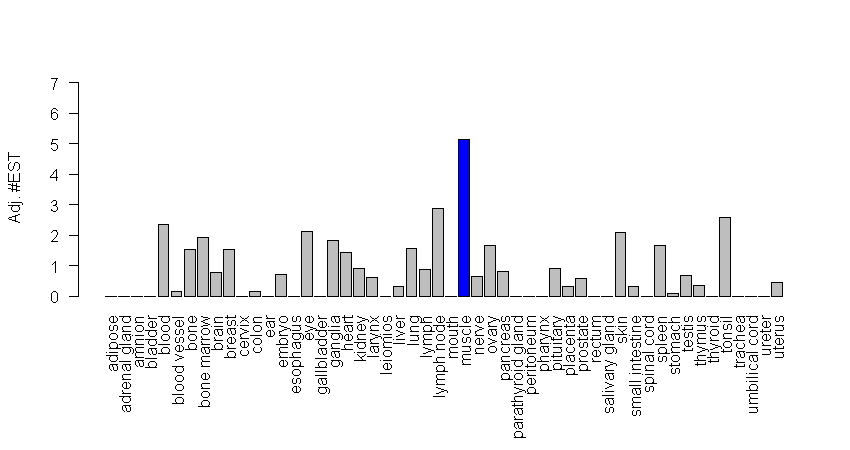 Adj. #EST
7
6
5
4
3
2
1
0
adipose
adrenal gland
amnion
bladder
blood
blood vessel
bone
bone marrow
brain
breast
cervix
colon
ear
embryo
esophagus
eye
gallbladder
ganglia
heart
kidney
larynx
leiomios
liver
lung
lymph
lymph node
mouth
muscle
nerve
ovary
pancreas
parathyroid gland
peritoneum
pharynx
pituitary
placenta
prostate
rectum
salivary gland
skin
small intestine
spinal cord
spleen
stomach
testis
thymus
thyroid
tonsil
trachea
umbilical cord
ureter
uterus